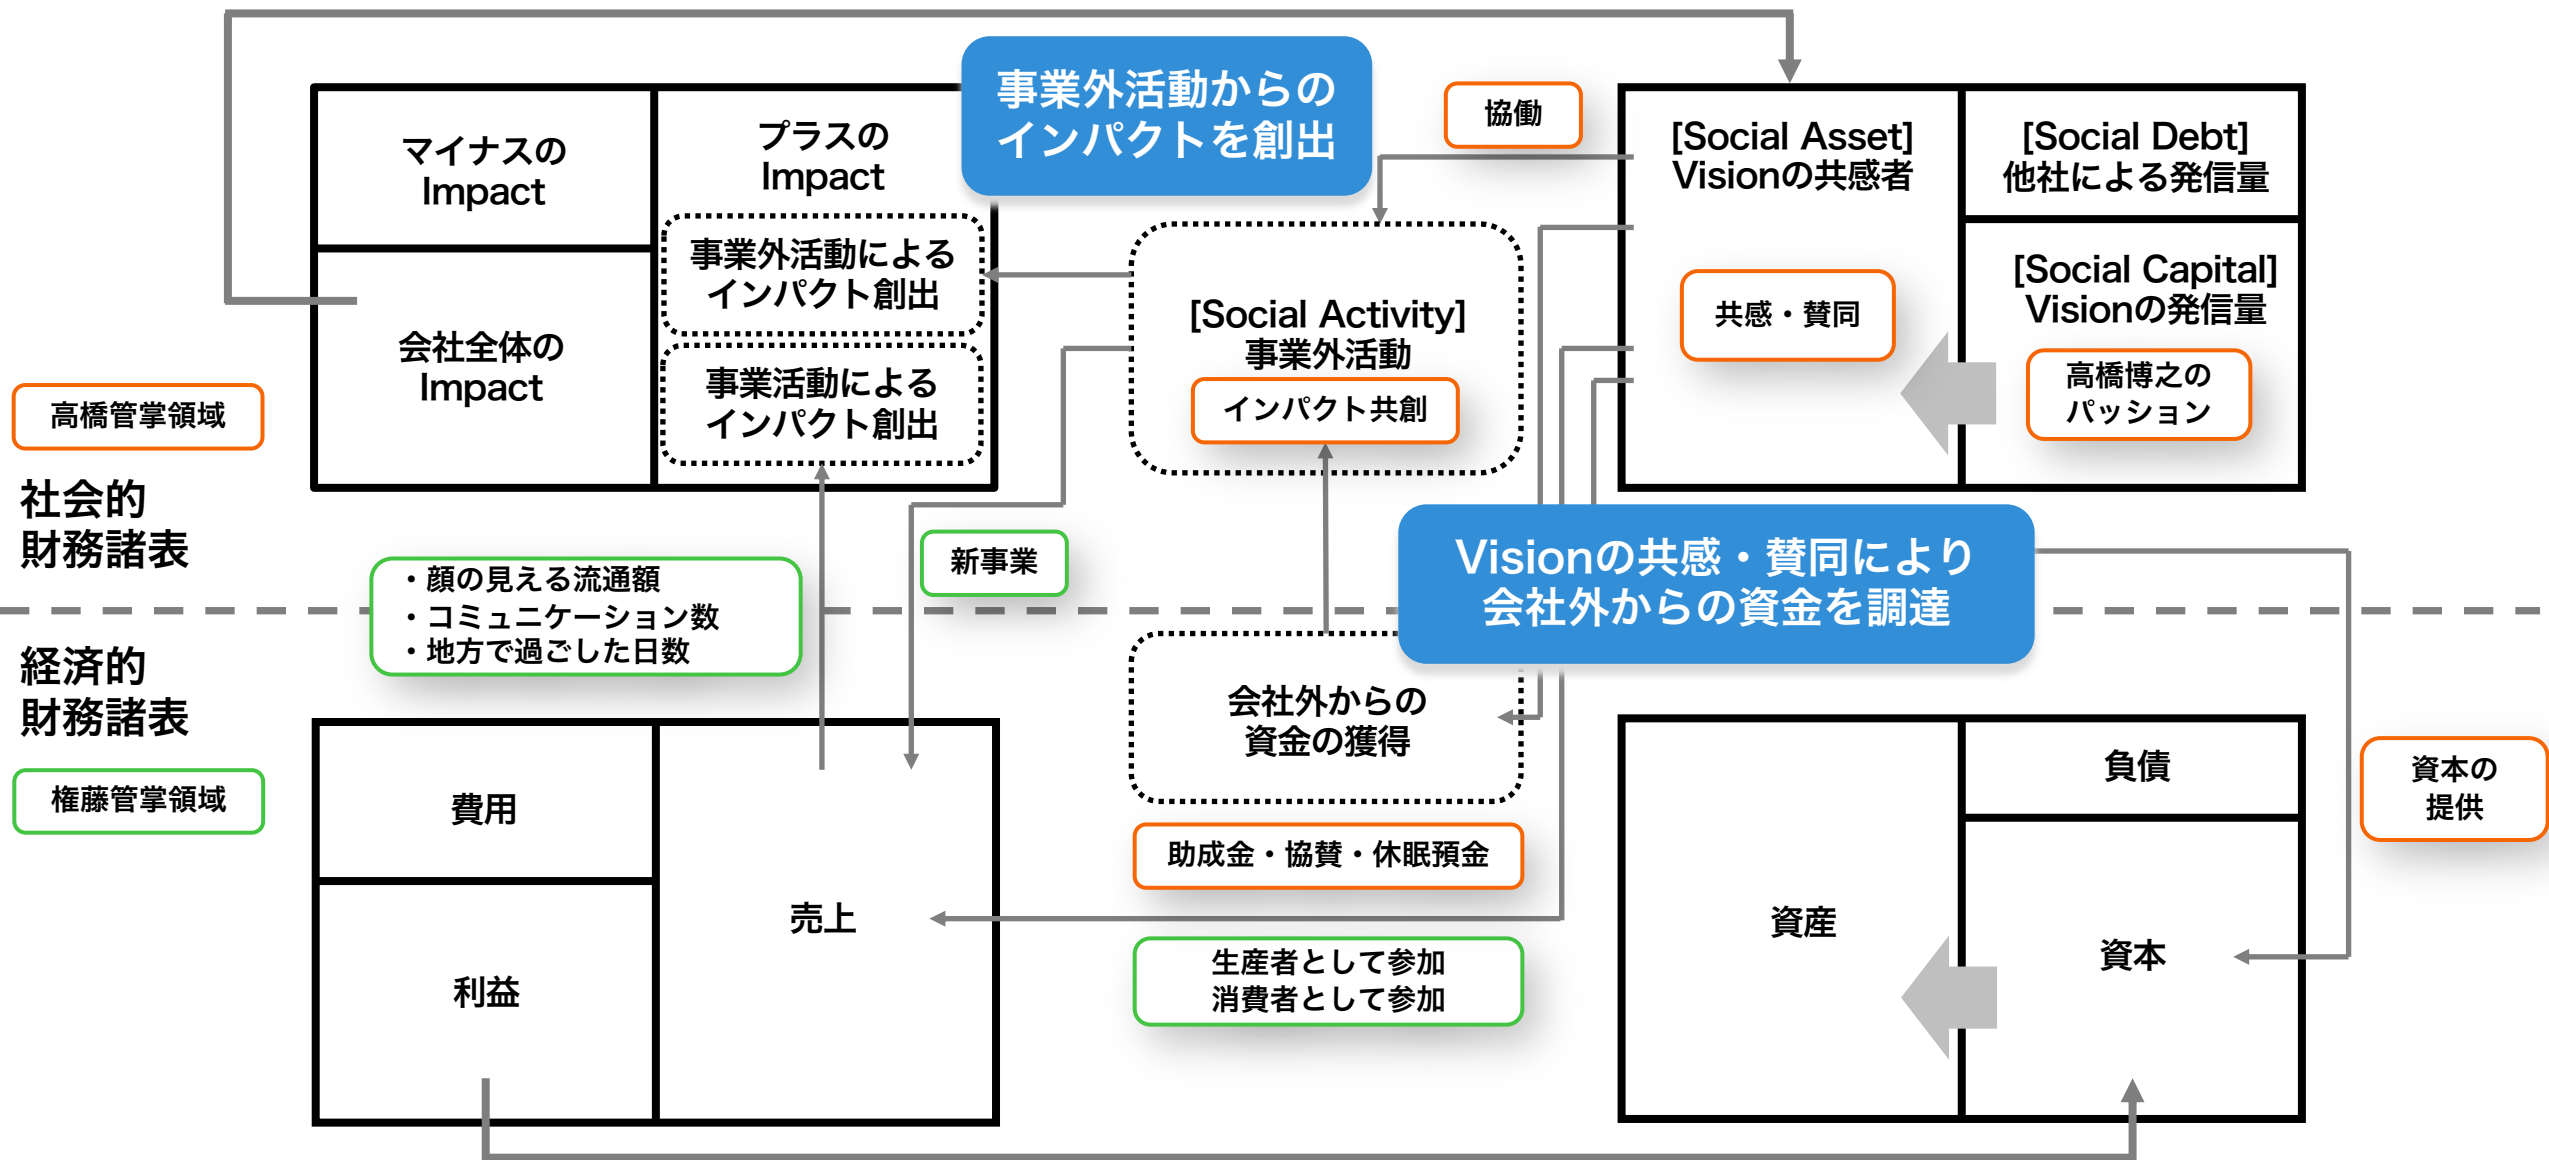 事業外活動からの
インパクトを創出
協働
マイナスの
Impact
プラスの
Impact
[Social Asset]
Visionの共感者
[Social Debt]
他社による発信量
事業外活動による
インパクト創出
[Social Activity]
事業外活動
インパクト共創
共感・賛同
[Social Capital]
Visionの発信量
高橋博之の
パッション
会社全体の
Impact
事業活動による
インパクト創出
高橋管掌領域
社会的
財務諸表
・顔の見える流通額
・コミュニケーション数
・地方で過ごした日数
新事業
Visionの共感・賛同により
会社外からの資金を調達
経済的
財務諸表
権藤管掌領域
費用
利益
売上
会社外からの
資金の獲得
助成金・協賛・休眠預金
生産者として参加
消費者として参加
資産
負債
資本
資本の
提供